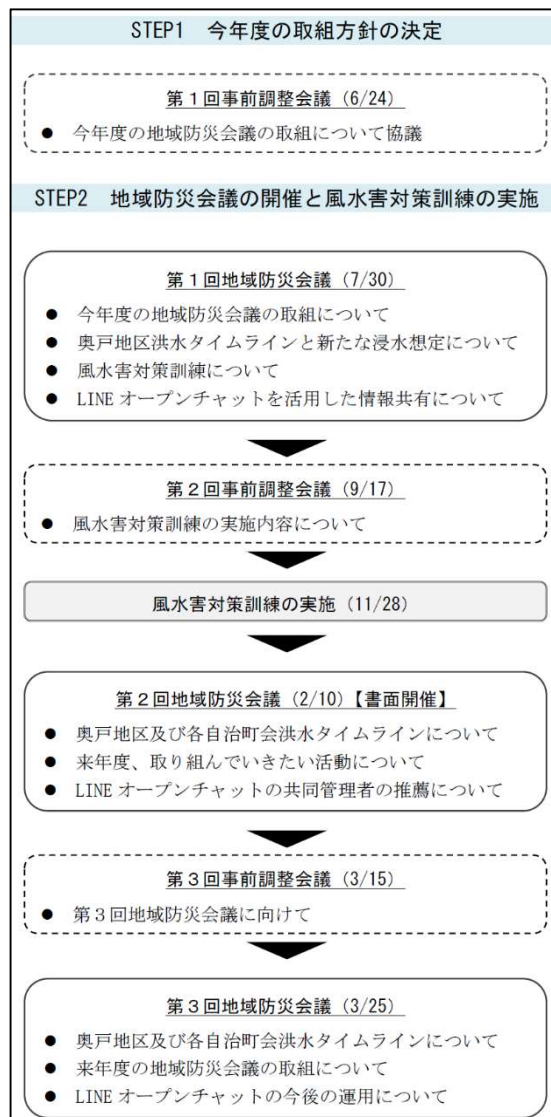 STEP1 今年度の取組方針の決定
第１回事前調整会議（6/24）
● 今年度の地域防災会議の取組について協議
STEP2 地域防災会議の開催と風水害対策訓練の実施
第１回地域防災会議（7/30）
● 今年度の地域防災会議の取組について
● 奥戸地区洪水タイムラインと新たな浸水想定について
● 風水害対策訓練について
● LINE オープンチャットを活用した情報共有について
第２回事前調整会議（9/17）
● 風水害対策訓練の実施内容について
風水害対策訓練の実施（11/28）
第２回地域防災会議（2/10）【書面開催】
● 奥戸地区及び各自治町会洪水タイムラインについて
● 来年度、取り組んでいきたい活動について
● LINE オープンチャットの共同管理者の推薦について
第３回事前調整会議（3/15）
● 第３回地域防災会議に向けて
第３回地域防災会議（3/25）
● 奥戸地区及び各自治町会洪水タイムラインについて
● 来年度の地域防災会議の取組について
● LINE オープンチャットの今後の運用について